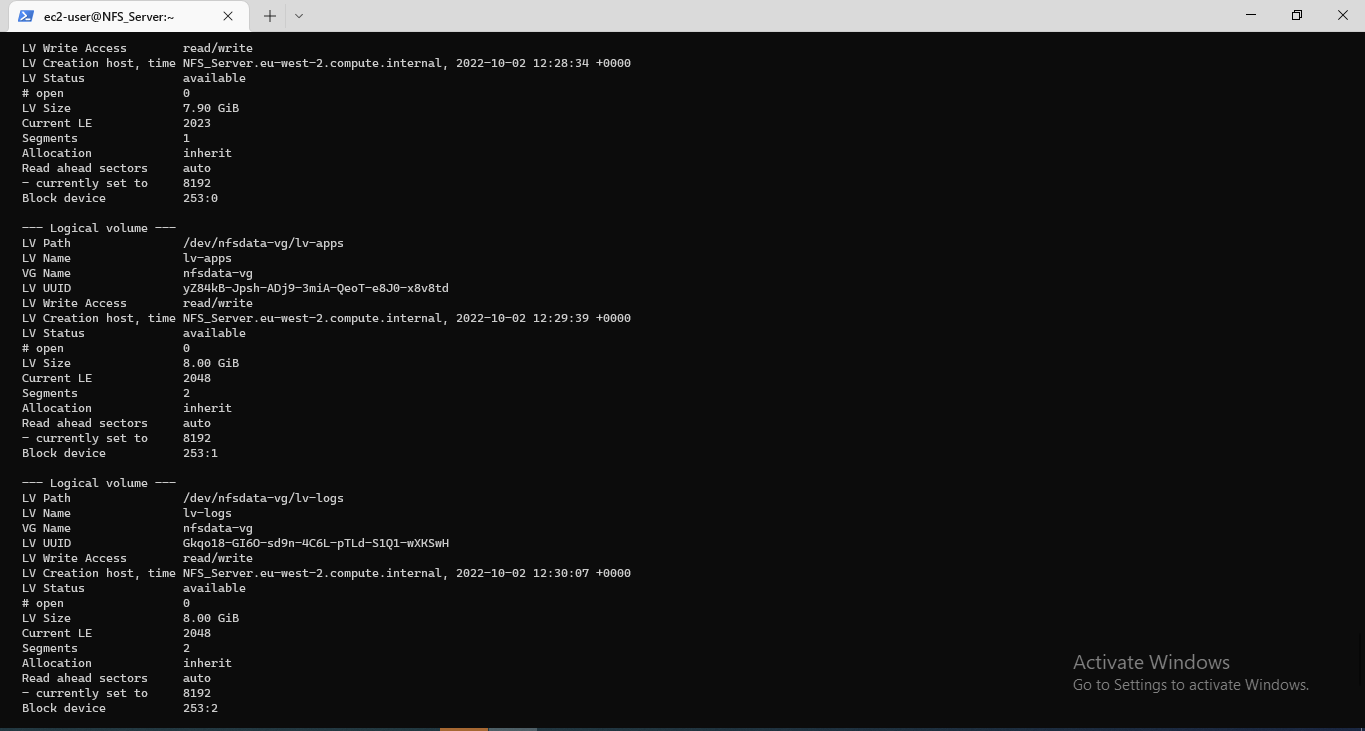 ec2-user@NFS_Server:~
LV Write Access        read/write
LV Creation host, time NFS_Server.eu-west-2.compute.internal, 2022-10-02 12:28:34 +0000
LV Status              available
# open                 0
LV Size                7.90 GiB
Current LE             2023
Segments               1
Allocation             inherit
Read ahead sectors     auto
- currently set to     8192
Block device           253:0

--- Logical volume ---
LV Path                /dev/nfsdata-vg/lv-apps
LV Name                lv-apps
VG Name                nfsdata-vg
LV UUID                yZ84kB-Jpsh-ADj9-3miA-QeoT-e8J0-x8v8td
LV Write Access        read/write
LV Creation host, time NFS_Server.eu-west-2.compute.internal, 2022-10-02 12:29:39 +0000
LV Status              available
# open                 0
LV Size                8.00 GiB
Current LE             2048
Segments               2
Allocation             inherit
Read ahead sectors     auto
- currently set to     8192
Block device           253:1

--- Logical volume ---
LV Path                /dev/nfsdata-vg/lv-logs
LV Name                lv-logs
VG Name                nfsdata-vg
LV UUID                Gkqo18-GI6O-sd9n-4C6L-pTLd-S1Q1-wXKSwH
LV Write Access        read/write
LV Creation host, time NFS_Server.eu-west-2.compute.internal, 2022-10-02 12:30:07 +0000
LV Status              available
# open                 0
LV Size                8.00 GiB
Current LE             2048
Segments               2
Allocation             inherit
Read ahead sectors     auto
- currently set to     8192
Block device           253:2
Activate Windows
Go to Settings to activate Windows.